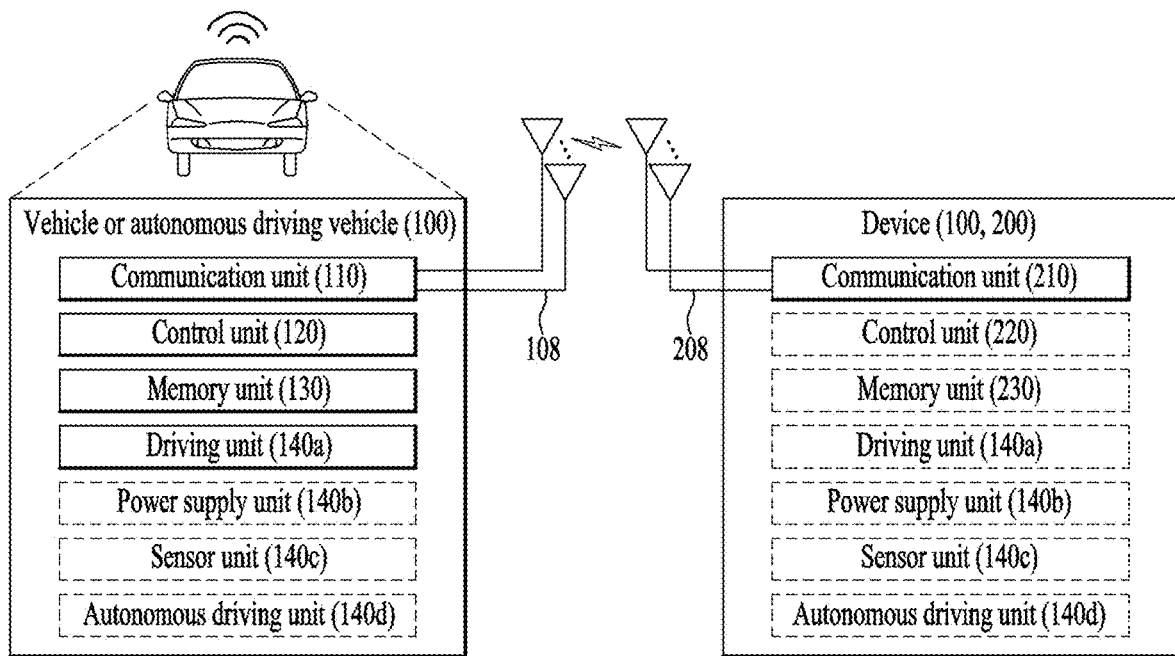 Vehicle or autonomous driving vehicle (100)
Communication unit (110)
Control unit (120)
Memory unit (130)
Driving unit (140a)
Power supply unit (140b)
Sensor unit (140c)
Autonomous driving unit (140d)
108
208
Device (100, 200)
Communication unit (210)
Control unit (220)
Memory unit (230)
Driving unit (140a)
Power supply unit (140b)
Sensor unit (140c)
Autonomous driving unit (140d)